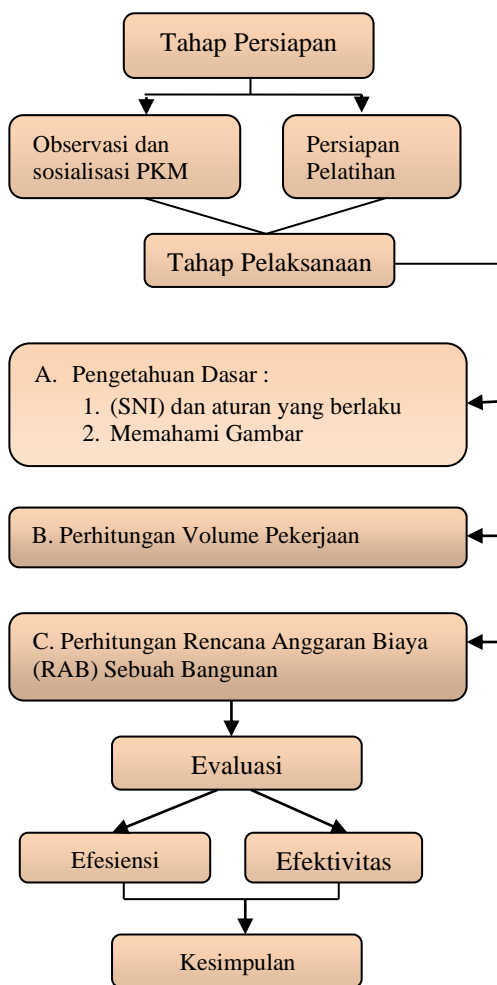 Tahap Persiapan
Observasi dan
sosialisasi PKM
Persiapan
Pelatihan
Tahap Pelaksanaan
A. Pengetahuan Dasar :
1. (SNI) dan aturan yang berlaku
2. Memahami Gambar
B. Perhitungan Volume Pekerjaan
C. Perhitungan Rencana Anggaran Biaya
(RAB) Sebuah Bangunan
Evaluasi
Efesiensi
Efektivitas
Kesimpulan